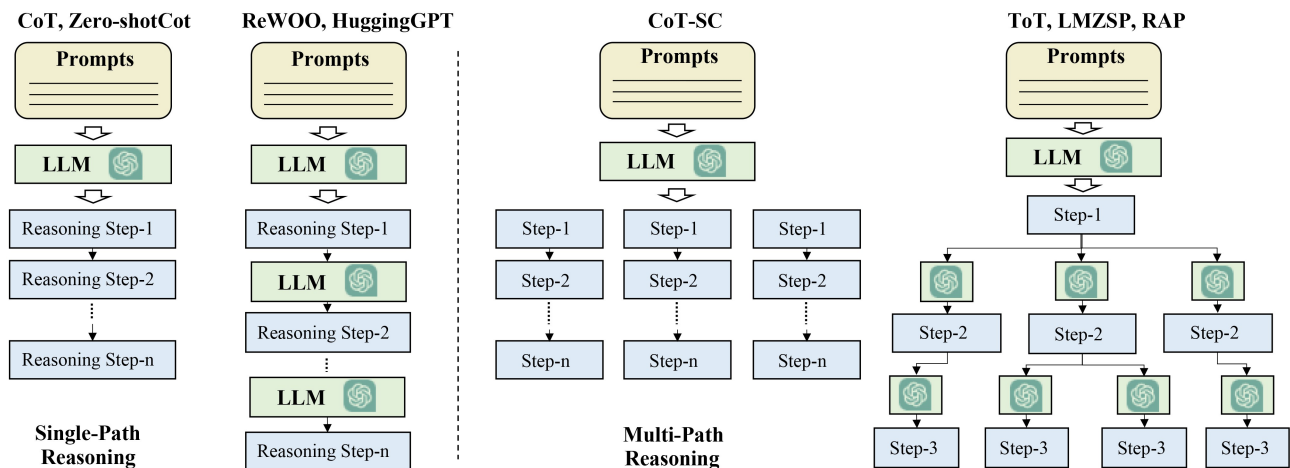 CoT, Zero-shotCot
Prompts
LLM
Reasoning Step-1
Reasoning Step-2
Reasoning Step-n
Single-Path
Reasoning
ReWOO, HuggingGPT
Prompts
LLM
Reasoning Step-1
LLM
Reasoning Step-2
LLM
Reasoning Step-n
CoT-SC
Prompts
LLM
Step-1 Step-1 Step-1
Step-2 Step-2 Step-2
Step-n Step-n Step-n
Multi-Path
Reasoning
ToT, LMZSP, RAP
Prompts
LLM
Step-1
Step-2 Step-2 Step-2
Step-3 Step-3 Step-3 Step-3